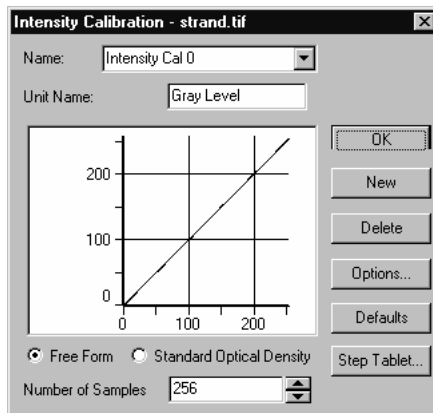 Intensity Calibration - strand.tif
Name: Intensity Cal 0
Unit Name: Gray Level
OK
New
Delete
Options...
Defaults
Step Tablet...
200
100
0
0 100 200
Free Form Standard Optical Density
Number of Samples 256